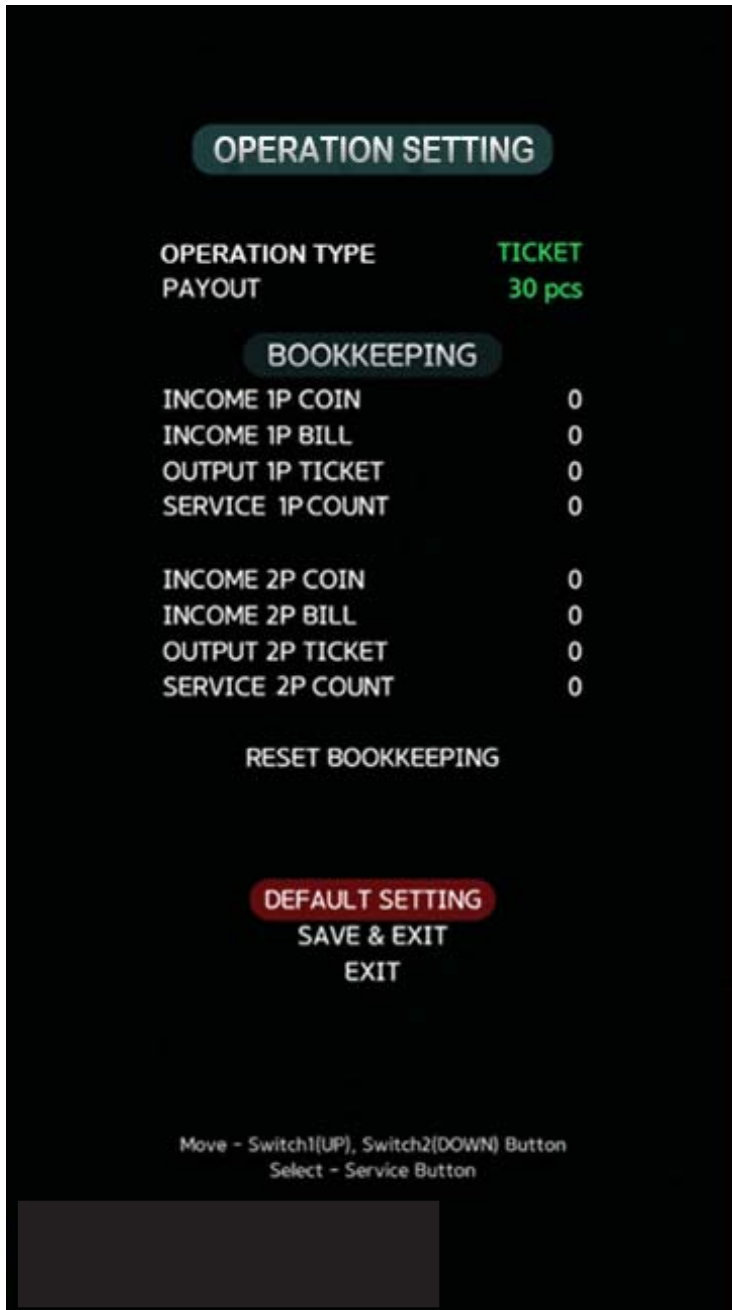 OPERATION SETTING
OPERATION TYPE TICKET
PAYOUT 30 pcs
BOOKKEEPING
INCOME 1P COIN 0
INCOME 1P BILL 0
OUTPUT 1P TICKET 0
SERVICE 1P COUNT 0
INCOME 2P COIN 0
INCOME 2P BILL 0
OUTPUT 2P TICKET 0
SERVICE 2P COUNT 0
RESET BOOKKEEPING
DEFAULT SETTING
SAVE & EXIT
EXIT
Move - Switch1(UP), Switch2(DOWN) Button
Select - Service Button